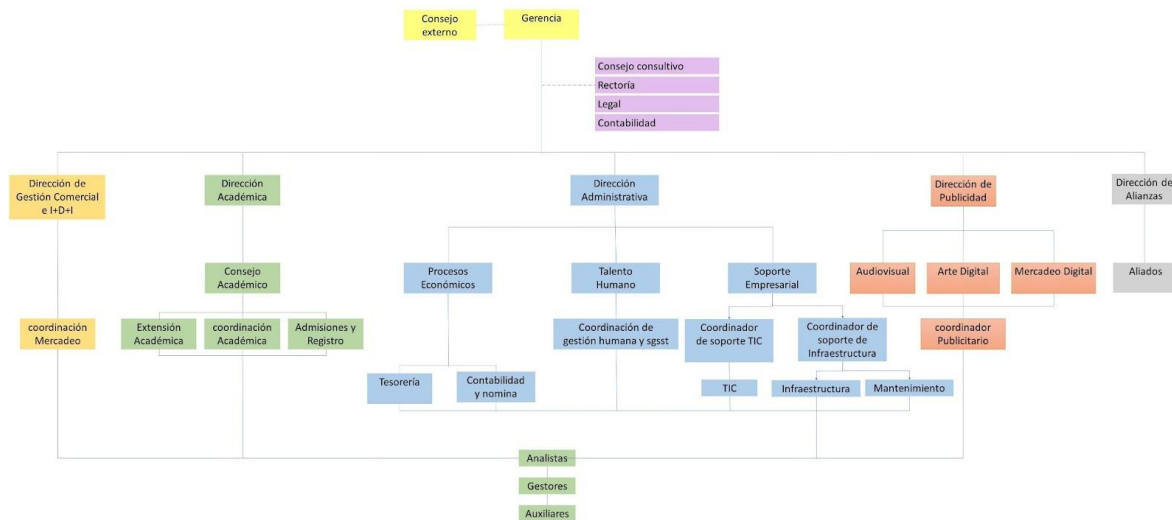 Consejo
externo
Gerencia
Consejo consultivo
Rectoría
Legal
Contabilidad
Dirección de
Gestión Comercial
e I+D+I
Dirección
Académica
Dirección
Administrativa
Dirección de
Publicidad
Dirección de
Alianzas
Consejo
Académico
Procesos
Económicos
Talento
Humano
Soporte
Empresarial
Audiovisual
Arte Digital
Mercadeo Digital
Aliados
coordinación
Mercadeo
Extensión
Académica
coordinación
Académica
Admisiones y
Registro
Coordinación de
gestión humana y sgsst
Coordinador
de soporte TIC
Coordinador de
soporte de
Infraestructura
coordinador
Publicitario
Tesorería
Contabilidad
y nomina
TIC
Infraestructura
Mantenimiento
Analistas
Gestores
Auxiliares